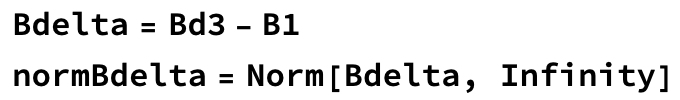 Bdelta = Bd3 - B1
normBdelta = Norm[Bdelta, Infinity]